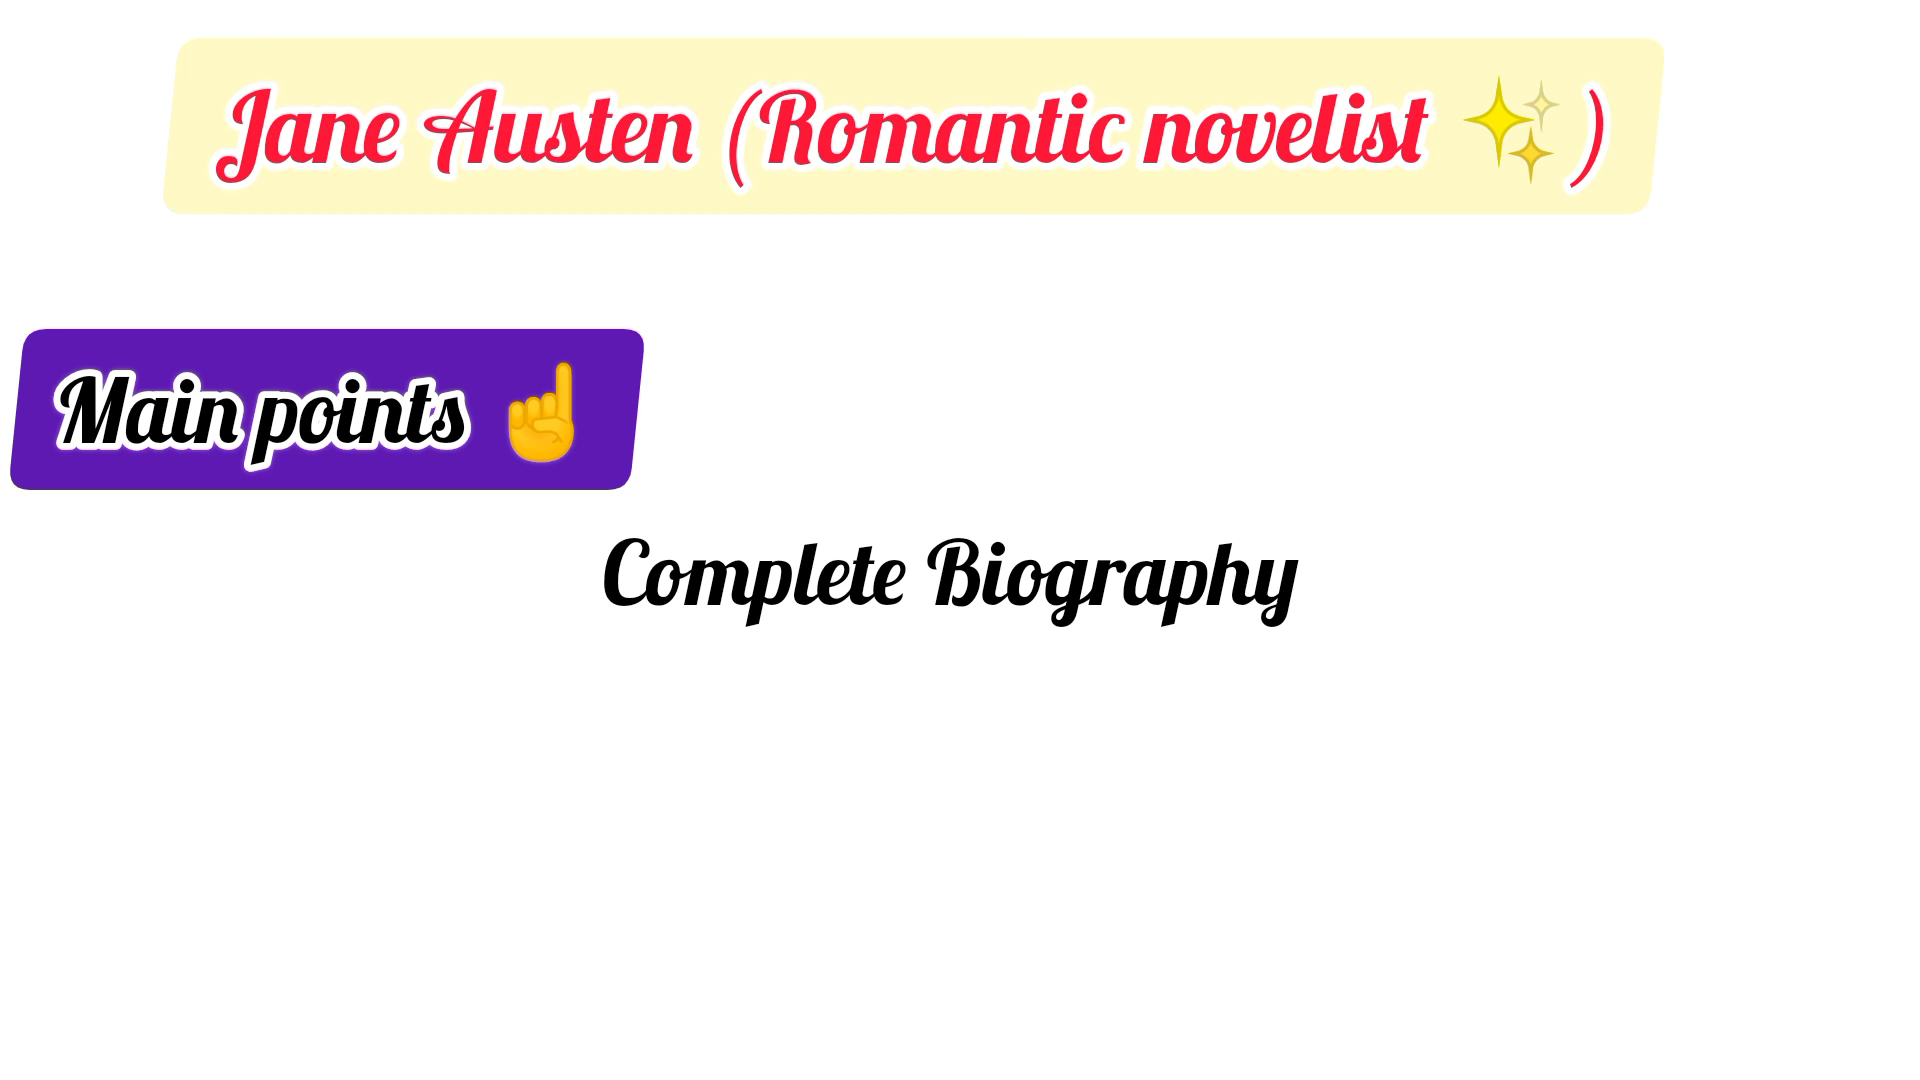 Jane Austen (Romantic novelist ✨)
Main points ☝
Complete Biography